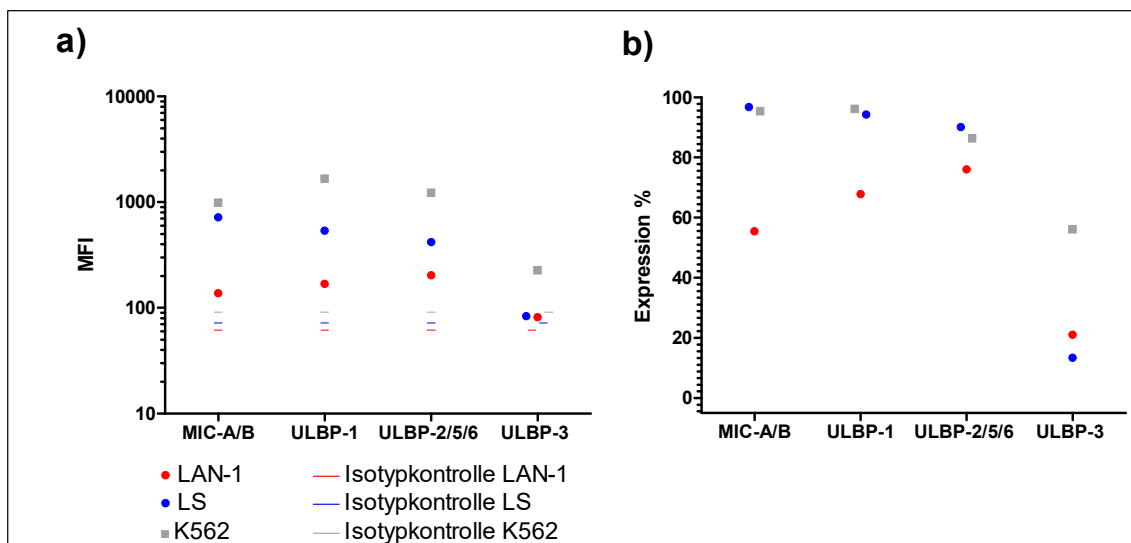 a)
10000
1000
100
10
MFI
MIC-A/B ULBP-1 ULBP-2/5/6 ULBP-3
b)
100
80
60
40
20
0
Expression %
MIC-A/B ULBP-1 ULBP-2/5/6 ULBP-3
LAN-1 Isotypkontrolle LAN-1
LS Isotypkontrolle LS
K562 Isotypkontrolle K562